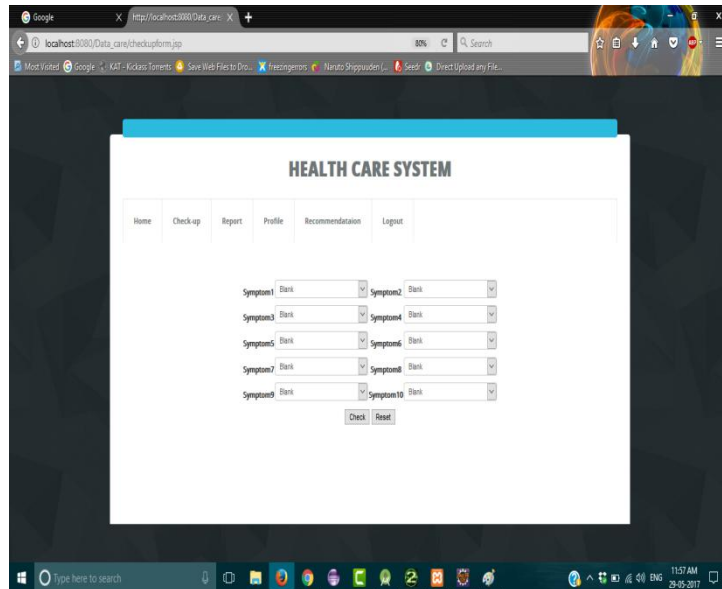 Google
http://localhost:8080/Data_care/
localhost:8080/Data_care/checkupform.jsp
80%
Search
Most Visited Google KAT - Kickass Torrents Save Web Files to Dro... freezingerrors Naruto Shippuuden (... Seedr Direct Upload any File...
HEALTH CARE SYSTEM
Home Check-up Report Profile Recommendataion Logout
Symptom1 Blank Symptom2 Blank
Symptom3 Blank Symptom4 Blank
Symptom5 Blank Symptom6 Blank
Symptom7 Blank Symptom8 Blank
Symptom9 Blank Symptom10 Blank
Check Reset
Type here to search
ENG
11:57 AM
29-05-2017